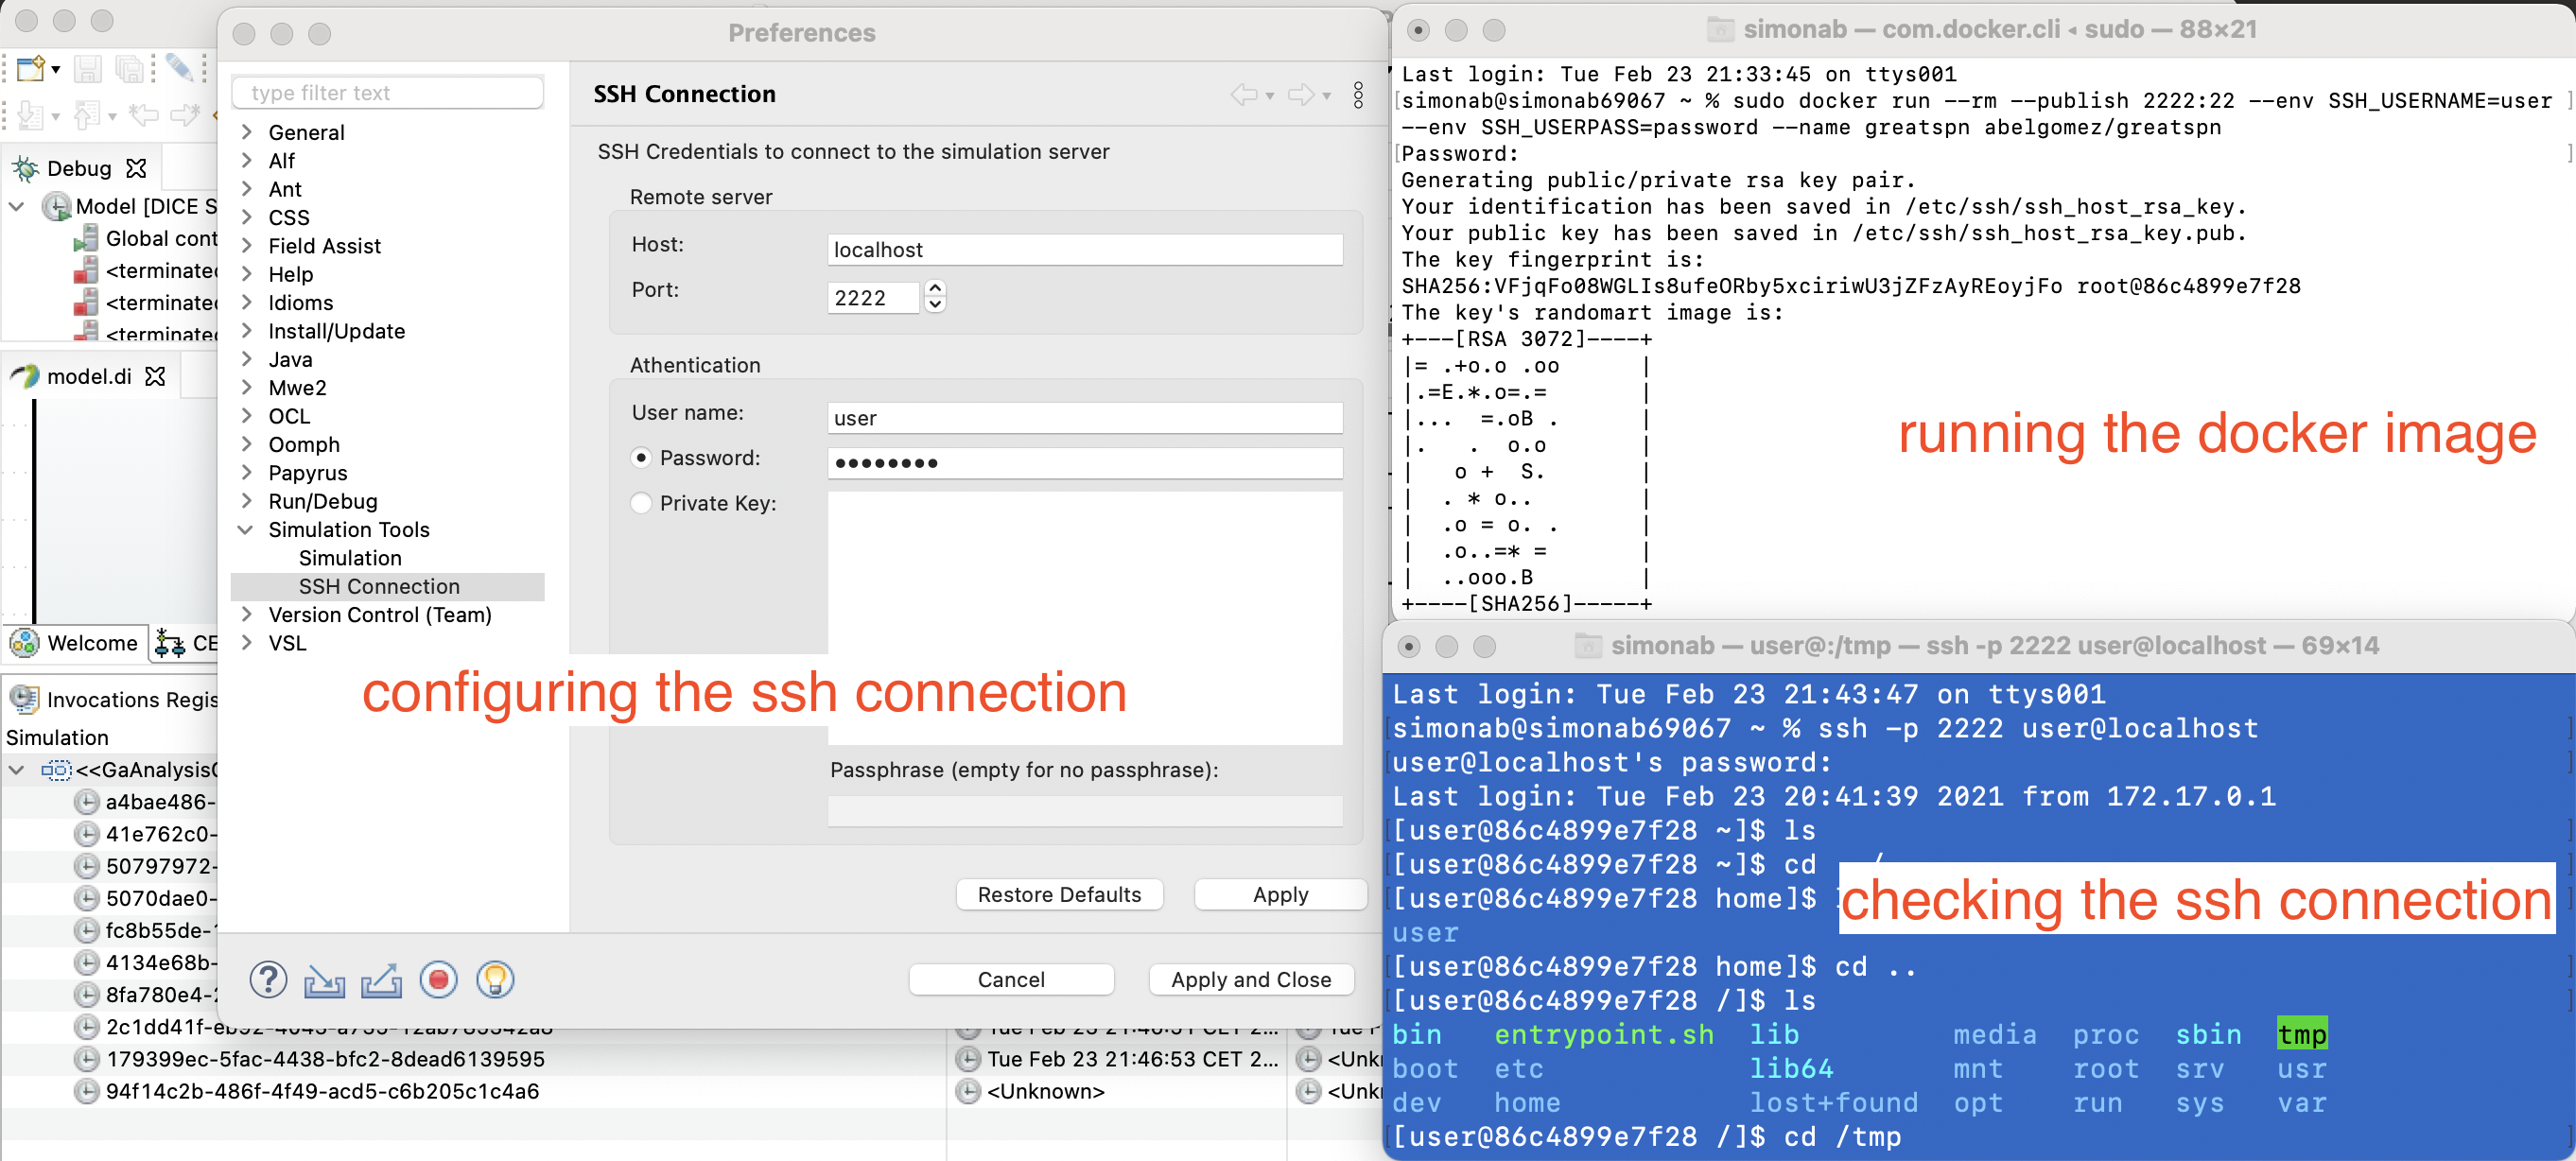 Preferences
type filter text
General
Alf
Ant
CSS
Field Assist
Help
Idioms
Install/Update
Java
Mwe2
OCL
Oomph
Papyrus
Run/Debug
Simulation Tools
Simulation
SSH Connection
Version Control (Team)
VSL
SSH Connection
SSH Credentials to connect to the simulation server
Remote server
Host:
localhost
Port:
2222
Athentication
User name:
user
Password:
••••••••
Private Key:
configuring the ssh connection
Passphrase (empty for no passphrase):
Restore Defaults
Apply
Cancel
Apply and Close
Debug
Model [DICE S
Global cont
<terminated
<terminated
<terminated
model.di
Welcome
CE
Invocations Regis
Simulation
<<GaAnalysisC
a4bae486-
41e762c0-
50797972-
5070dae0-
fc8b55de-
4134e68b-
8fa780e4-
2c1dd41f-
179399ec-5fac-4438-bfc2-8dead6139595 Tue Feb 23 21:46:53 CET 2... <Unk
94f14c2b-486f-4f49-acd5-c6b205c1c4a6 <Unknown> <Unk
simonab — com.docker.cli ◂ sudo — 88×21
Last login: Tue Feb 23 21:33:45 on ttys001
[simonab@simonab69067 ~ % sudo docker run --rm --publish 2222:22 --env SSH_USERNAME=user ]
--env SSH_USERPASS=password --name greatspn abelgomez/greatspn
[Password: ]
Generating public/private rsa key pair.
Your identification has been saved in /etc/ssh/ssh_host_rsa_key.
Your public key has been saved in /etc/ssh/ssh_host_rsa_key.pub.
The key fingerprint is:
SHA256:VFjqFo08WGLIs8ufeORby5xciriwU3jZFzAyREoyjFo root@86c4899e7f28
The key's randomart image is:
+---[RSA 3072]----+
|= .+o.o .oo      |
|.=E.*.o=.=       |
|...  =.oB .      |
|.   .  o.o       |
|   o +  S.       |
|  . * o..        |
|  .o = o. .      |
|  .o..=* =       |
|  ..ooo.B        |
+----[SHA256]-----+
running the docker image
simonab — user@:/tmp — ssh -p 2222 user@localhost — 69×14
Last login: Tue Feb 23 21:43:47 on ttys001
[simonab@simonab69067 ~ % ssh -p 2222 user@localhost ]
[user@localhost's password: ]
Last login: Tue Feb 23 20:41:39 2021 from 172.17.0.1
[[user@86c4899e7f28 ~]$ ls ]
[[user@86c4899e7f28 ~]$ cd
[[user@86c4899e7f28 home]$
checking the ssh connection
user
[[user@86c4899e7f28 home]$ cd .. ]
[[user@86c4899e7f28 /]$ ls ]
bin entrypoint.sh lib media proc sbin tmp
boot etc lib64 mnt root srv usr
dev home lost+found opt run sys var
[[user@86c4899e7f28 /]$ cd /tmp ]